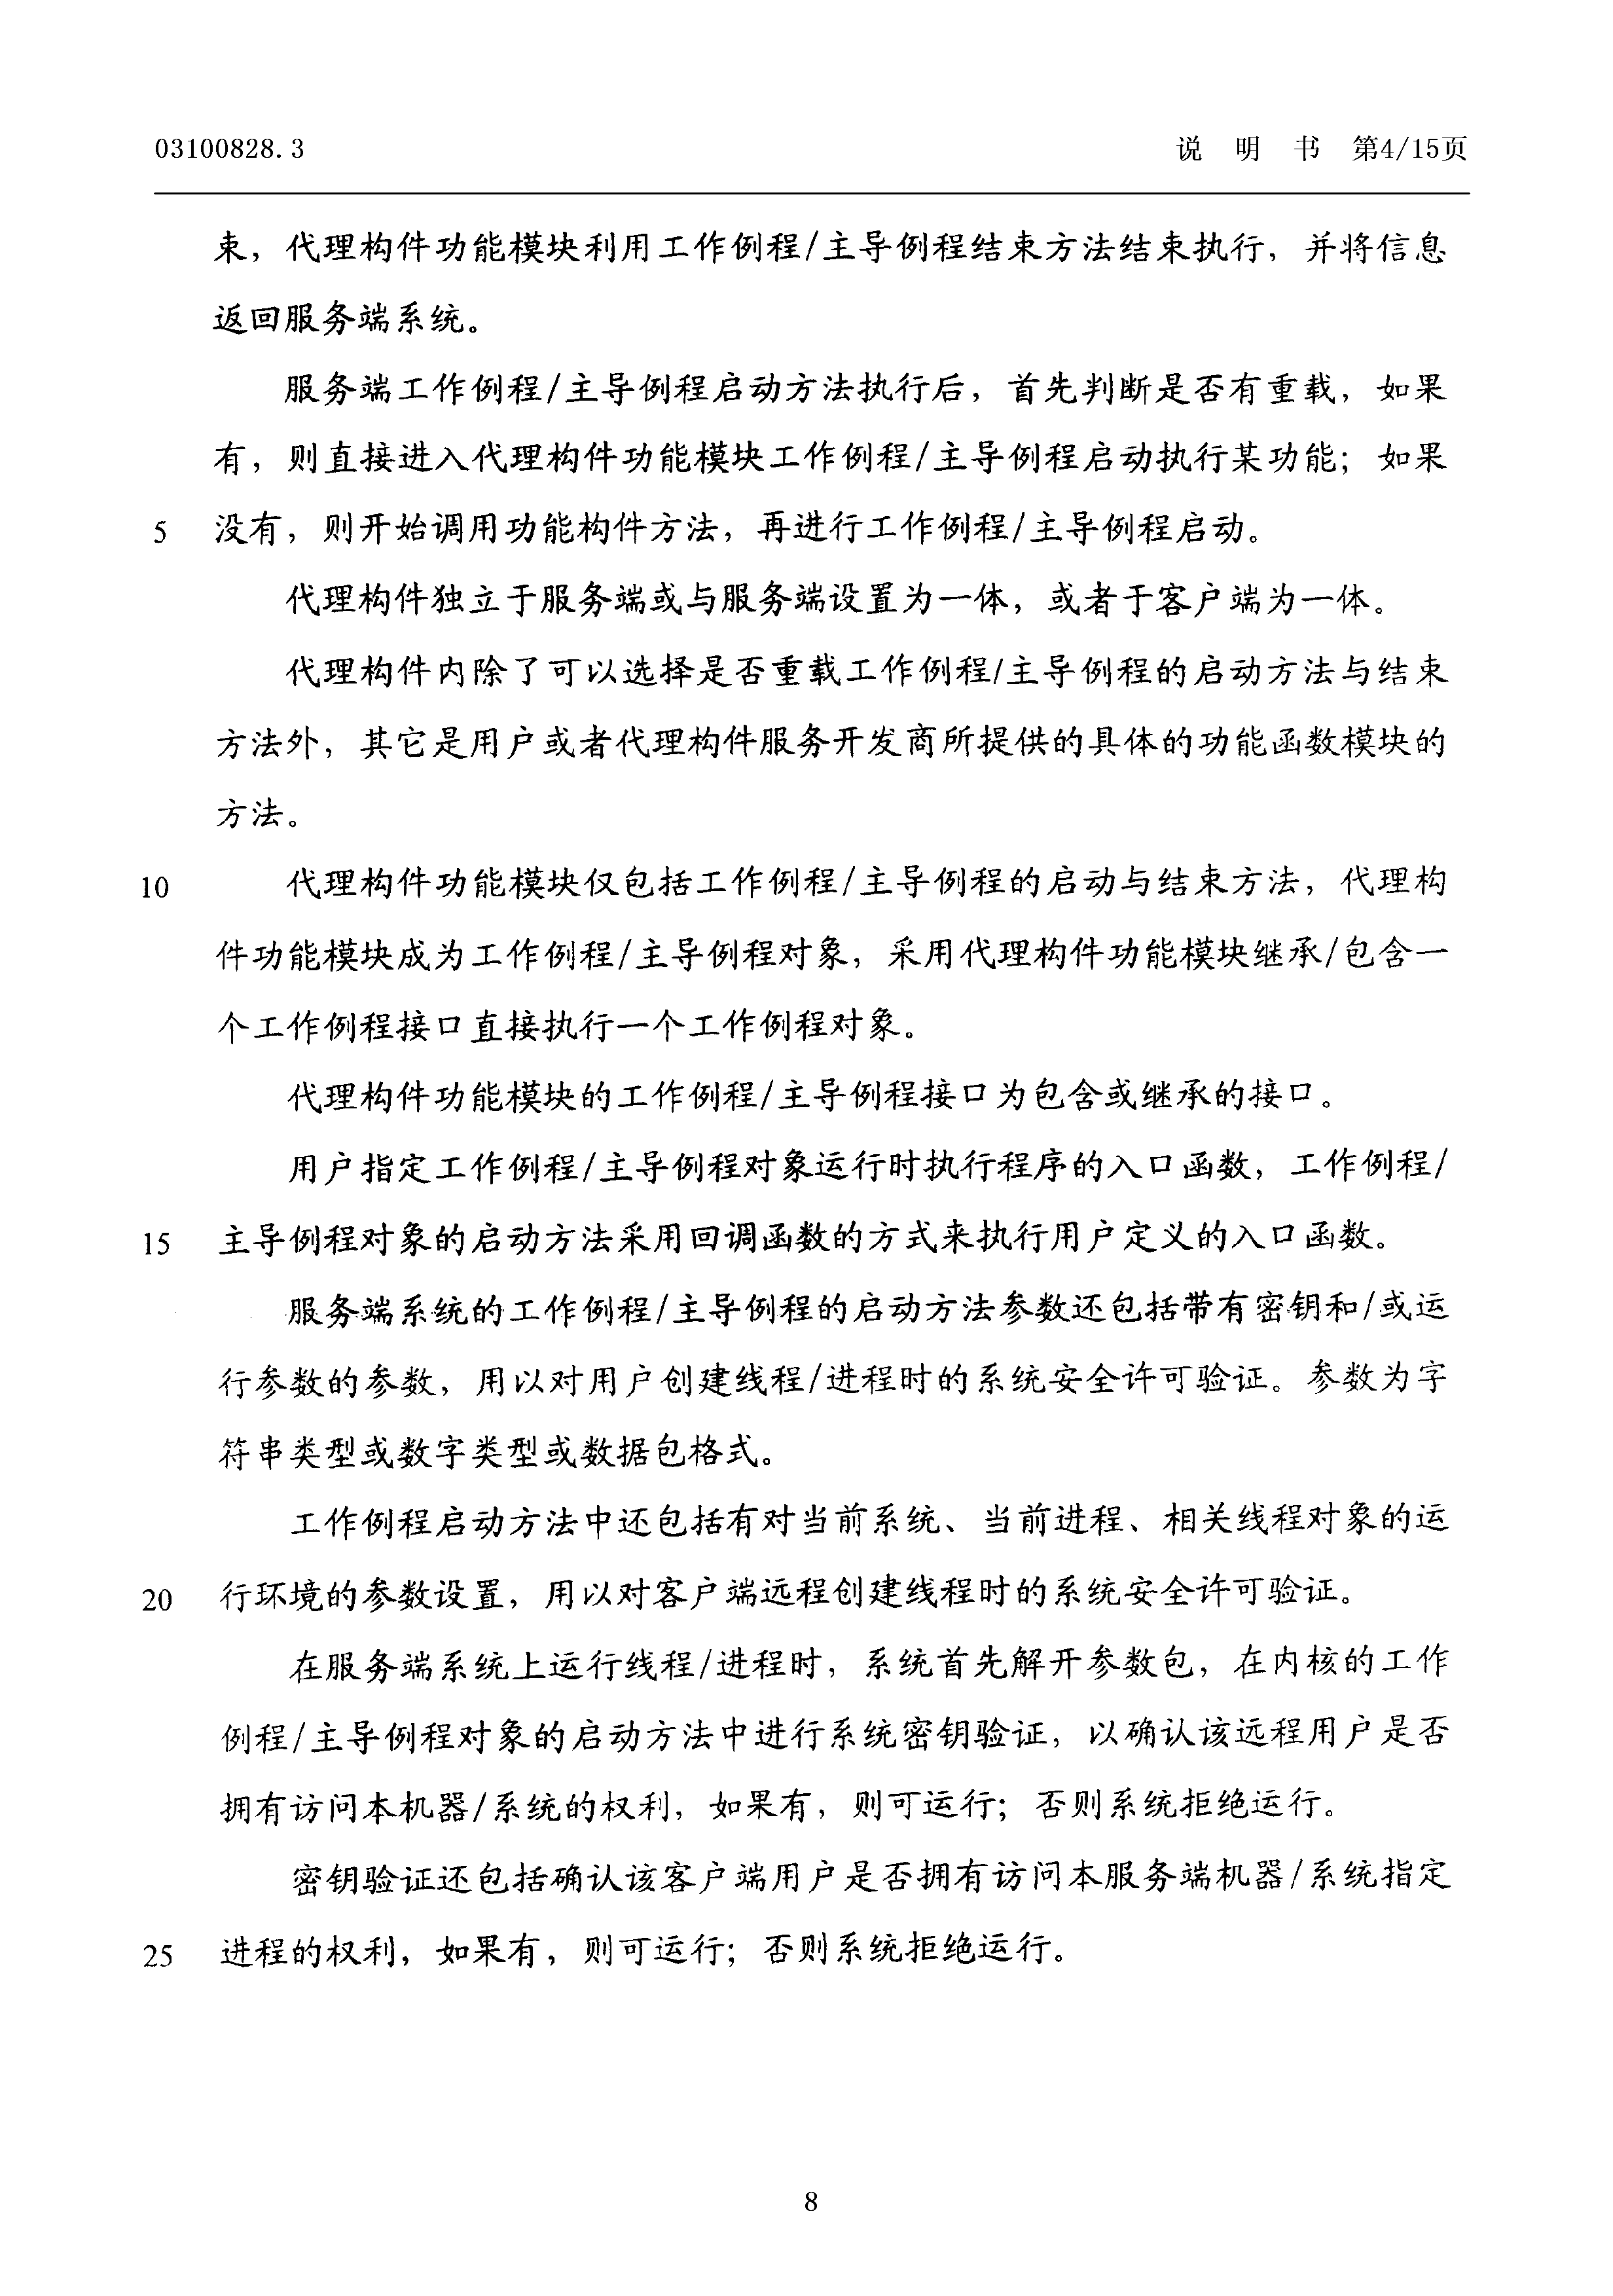 03100828.3 说 明 书 第4/15页
束，代理构件功能模块利用工作例程/主导例程结束方法结束执行，并将信息
返回服务端系统。
服务端工作例程/主导例程启动方法执行后，首先判断是否有重载，如果
有，则直接进入代理构件功能模块工作例程/主导例程启动执行某功能；如果
5 没有，则开始调用功能构件方法，再进行工作例程/主导例程启动。
代理构件独立于服务端或与服务端设置为一体，或者于客户端为一体。
代理构件内除了可以选择是否重载工作例程/主导例程的启动方法与结束
方法外，其它是用户或者代理构件服务开发商所提供的具体的功能函数模块的
方法。
10 代理构件功能模块仅包括工作例程/主导例程的启动与结束方法，代理构
件功能模块成为工作例程/主导例程对象，采用代理构件功能模块继承/包含一
个工作例程接口直接执行一个工作例程对象。
代理构件功能模块的工作例程/主导例程接口为包含或继承的接口。
用户指定工作例程/主导例程对象运行时执行程序的入口函数，工作例程/
15 主导例程对象的启动方法采用回调函数的方式来执行用户定义的入口函数。
服务端系统的工作例程/主导例程的启动方法参数还包括带有密钥和/或运
行参数的参数，用以对用户创建线程/进程时的系统安全许可验证。参数为字
符串类型或数字类型或数据包格式。
工作例程启动方法中还包括有对当前系统、当前进程、相关线程对象的运
20 行环境的参数设置，用以对客户端远程创建线程时的系统安全许可验证。
在服务端系统上运行线程/进程时，系统首先解开参数包，在内核的工作
例程/主导例程对象的启动方法中进行系统密钥验证，以确认该远程用户是否
拥有访问本机器/系统的权利，如果有，则可运行；否则系统拒绝运行。
密钥验证还包括确认该客户端用户是否拥有访问本服务端机器/系统指定
25 进程的权利，如果有，则可运行；否则系统拒绝运行。
8